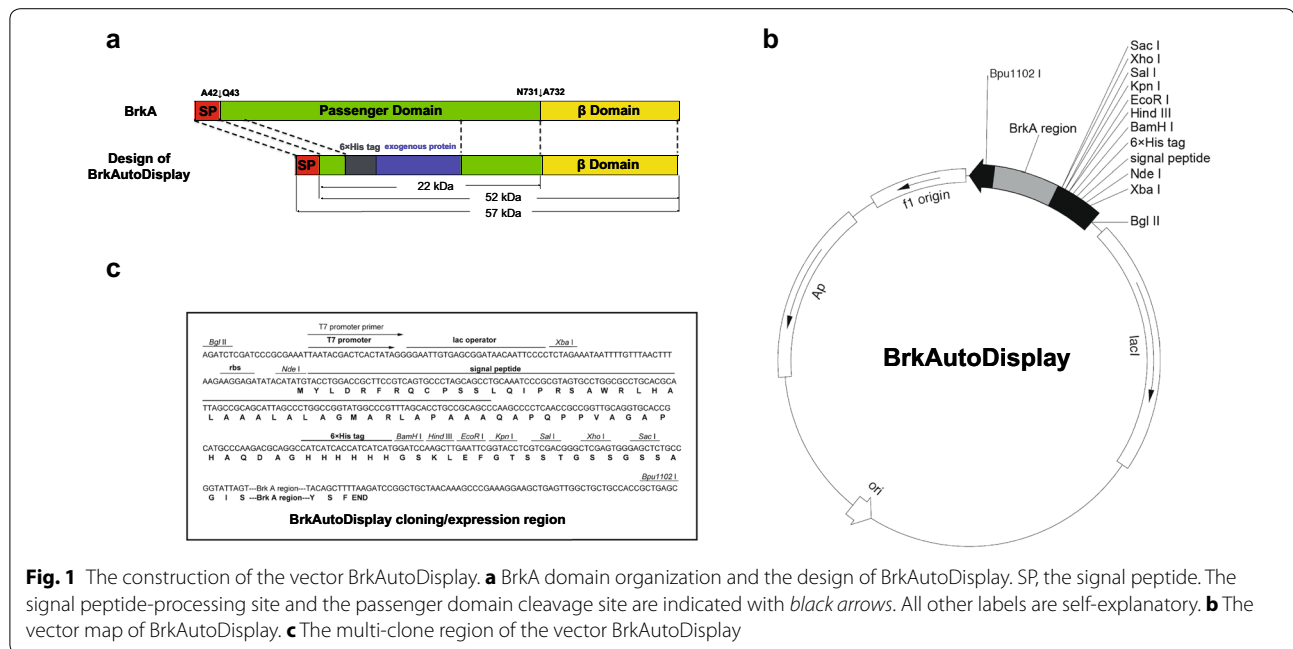 a
A42↓Q43
N731↓A732
BrkA
SP
Passenger Domain
β Domain
6×His tag
exogenous protein
Design of
BrkAutoDisplay
SP
β Domain
22 kDa
52 kDa
57 kDa
b
Sac I
Xho I
Sal I
Kpn I
EcoR I
Hind III
BamH I
6×His tag
signal peptide
Nde I
Xba I
Bgl II
Bpu1102 I
BrkA region
f1 origin
Ap
lacI
ori
BrkAutoDisplay
c
T7 promoter primer
Bgl II T7 promoter lac operator Xba I
AGATCTCGATCCCGCGAAATTAATACGACTCACTATAGGGGAATTGTGAGCGGATAACAATTCCCCTCTAGAAATAATTTTGTTTAACTTT
rbs Nde I signal peptide
AAGAAGGAGATATACATATGTACCTGGACCGCTTCCGTCAGTGCCCTAGCAGCCTGCAAATCCCGCGTAGTGCCTGGCGCCTGCACGCA
M Y L D R F R Q C P S S L Q I P R S A W R L H A
TTAGCCGCAGCATTAGCCCTGGCCGGTATGGCCCGTTTAGCACCTGCCGCAGCCCAAGCCCCTCAACCGCCGGTTGCAGGTGCACCG
L A A A L A L A G M A R L A P A A A Q A P Q P P V A G A P
6×His tag BamH I Hind III EcoR I Kpn I Sal I Xho I Sac I
CATGCCCAAGACGCAGGCCATCATCACCATCATCATGGATCCAAGCTTGAATTCGGTACCTCGTCGACGGGCTCGAGTGGGAGCTCTGCC
H A Q D A G H H H H H H G S K L E F G T S S T G S S G S S A
Bpu1102 I
GGTATTAGT---Brk A region---TACAGCTTTTAAGATCCGGCTGCTAACAAAGCCCGAAAGGAAGCTGAGTTGGCTGCTGCCACCGCTGAGC
G I S ---Brk A region---Y S F END
BrkAutoDisplay cloning/expression region
Fig. 1 The construction of the vector BrkAutoDisplay. a BrkA domain organization and the design of BrkAutoDisplay. SP, the signal peptide. The
signal peptide-processing site and the passenger domain cleavage site are indicated with black arrows. All other labels are self-explanatory. b The
vector map of BrkAutoDisplay. c The multi-clone region of the vector BrkAutoDisplay